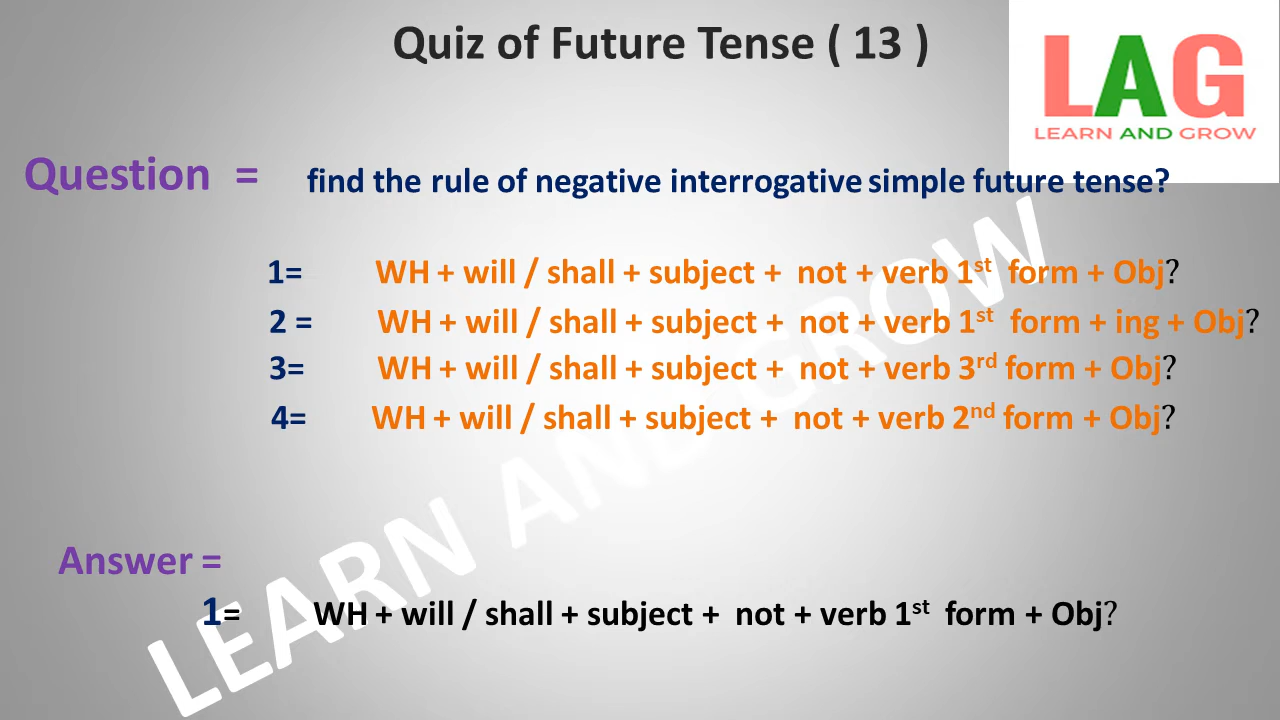 Quiz of Future Tense ( 13 )
LAG
LEARN AND GROW
Question = find the rule of negative interrogative simple future tense?
1= WH + will / shall + subject + not + verb 1st form + Obj?
2 = WH + will / shall + subject + not + verb 1st form + ing + Obj?
3= WH + will / shall + subject + not + verb 3rd form + Obj?
4= WH + will / shall + subject + not + verb 2nd form + Obj?
LEARN AND GROW
Answer =
1= WH + will / shall + subject + not + verb 1st form + Obj?